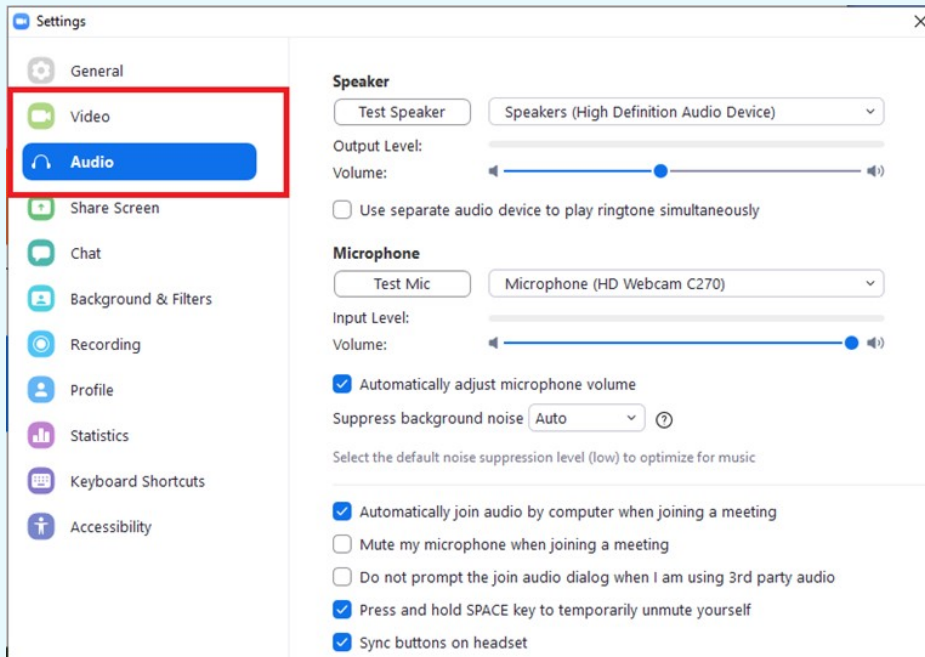 Settings
General
Video
Audio
Share Screen
Chat
Background & Filters
Recording
Profile
Statistics
Keyboard Shortcuts
Accessibility
Speaker
Test Speaker
Speakers (High Definition Audio Device)
Output Level:
Volume:
Use separate audio device to play ringtone simultaneously
Microphone
Test Mic
Microphone (HD Webcam C270)
Input Level:
Volume:
Automatically adjust microphone volume
Suppress background noise Auto
Select the default noise suppression level (low) to optimize for music
Automatically join audio by computer when joining a meeting
Mute my microphone when joining a meeting
Do not prompt the join audio dialog when I am using 3rd party audio
Press and hold SPACE key to temporarily unmute yourself
Sync buttons on headset